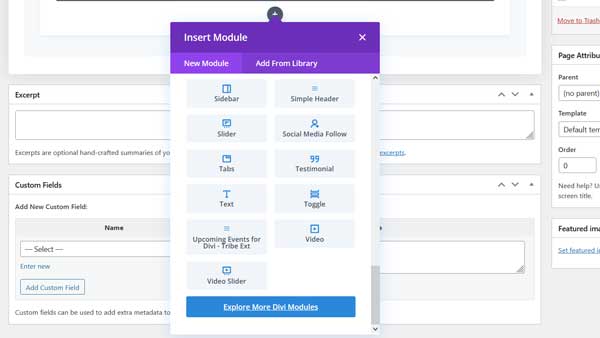 Insert Module
New Module
Add From Library
Sidebar
Simple Header
Slider
Social Media Follow
Tabs
Testimonial
Text
Toggle
Upcoming Events for
Divi - Tribe Ext
Video
Video Slider
Explore More Divi Modules
Excerpt
Excerpts are optional hand-crafted summaries of
excerpts.
Custom Fields
Add New Custom Field:
Name
— Select —
Enter new
Add Custom Field
Custom fields can be used to add extra metadata to
Move to Trash
Page Attribu
Parent
(no parent)
Template
Default tem
Order
0
Need help? U
screen title.
Featured ima
Set featured i